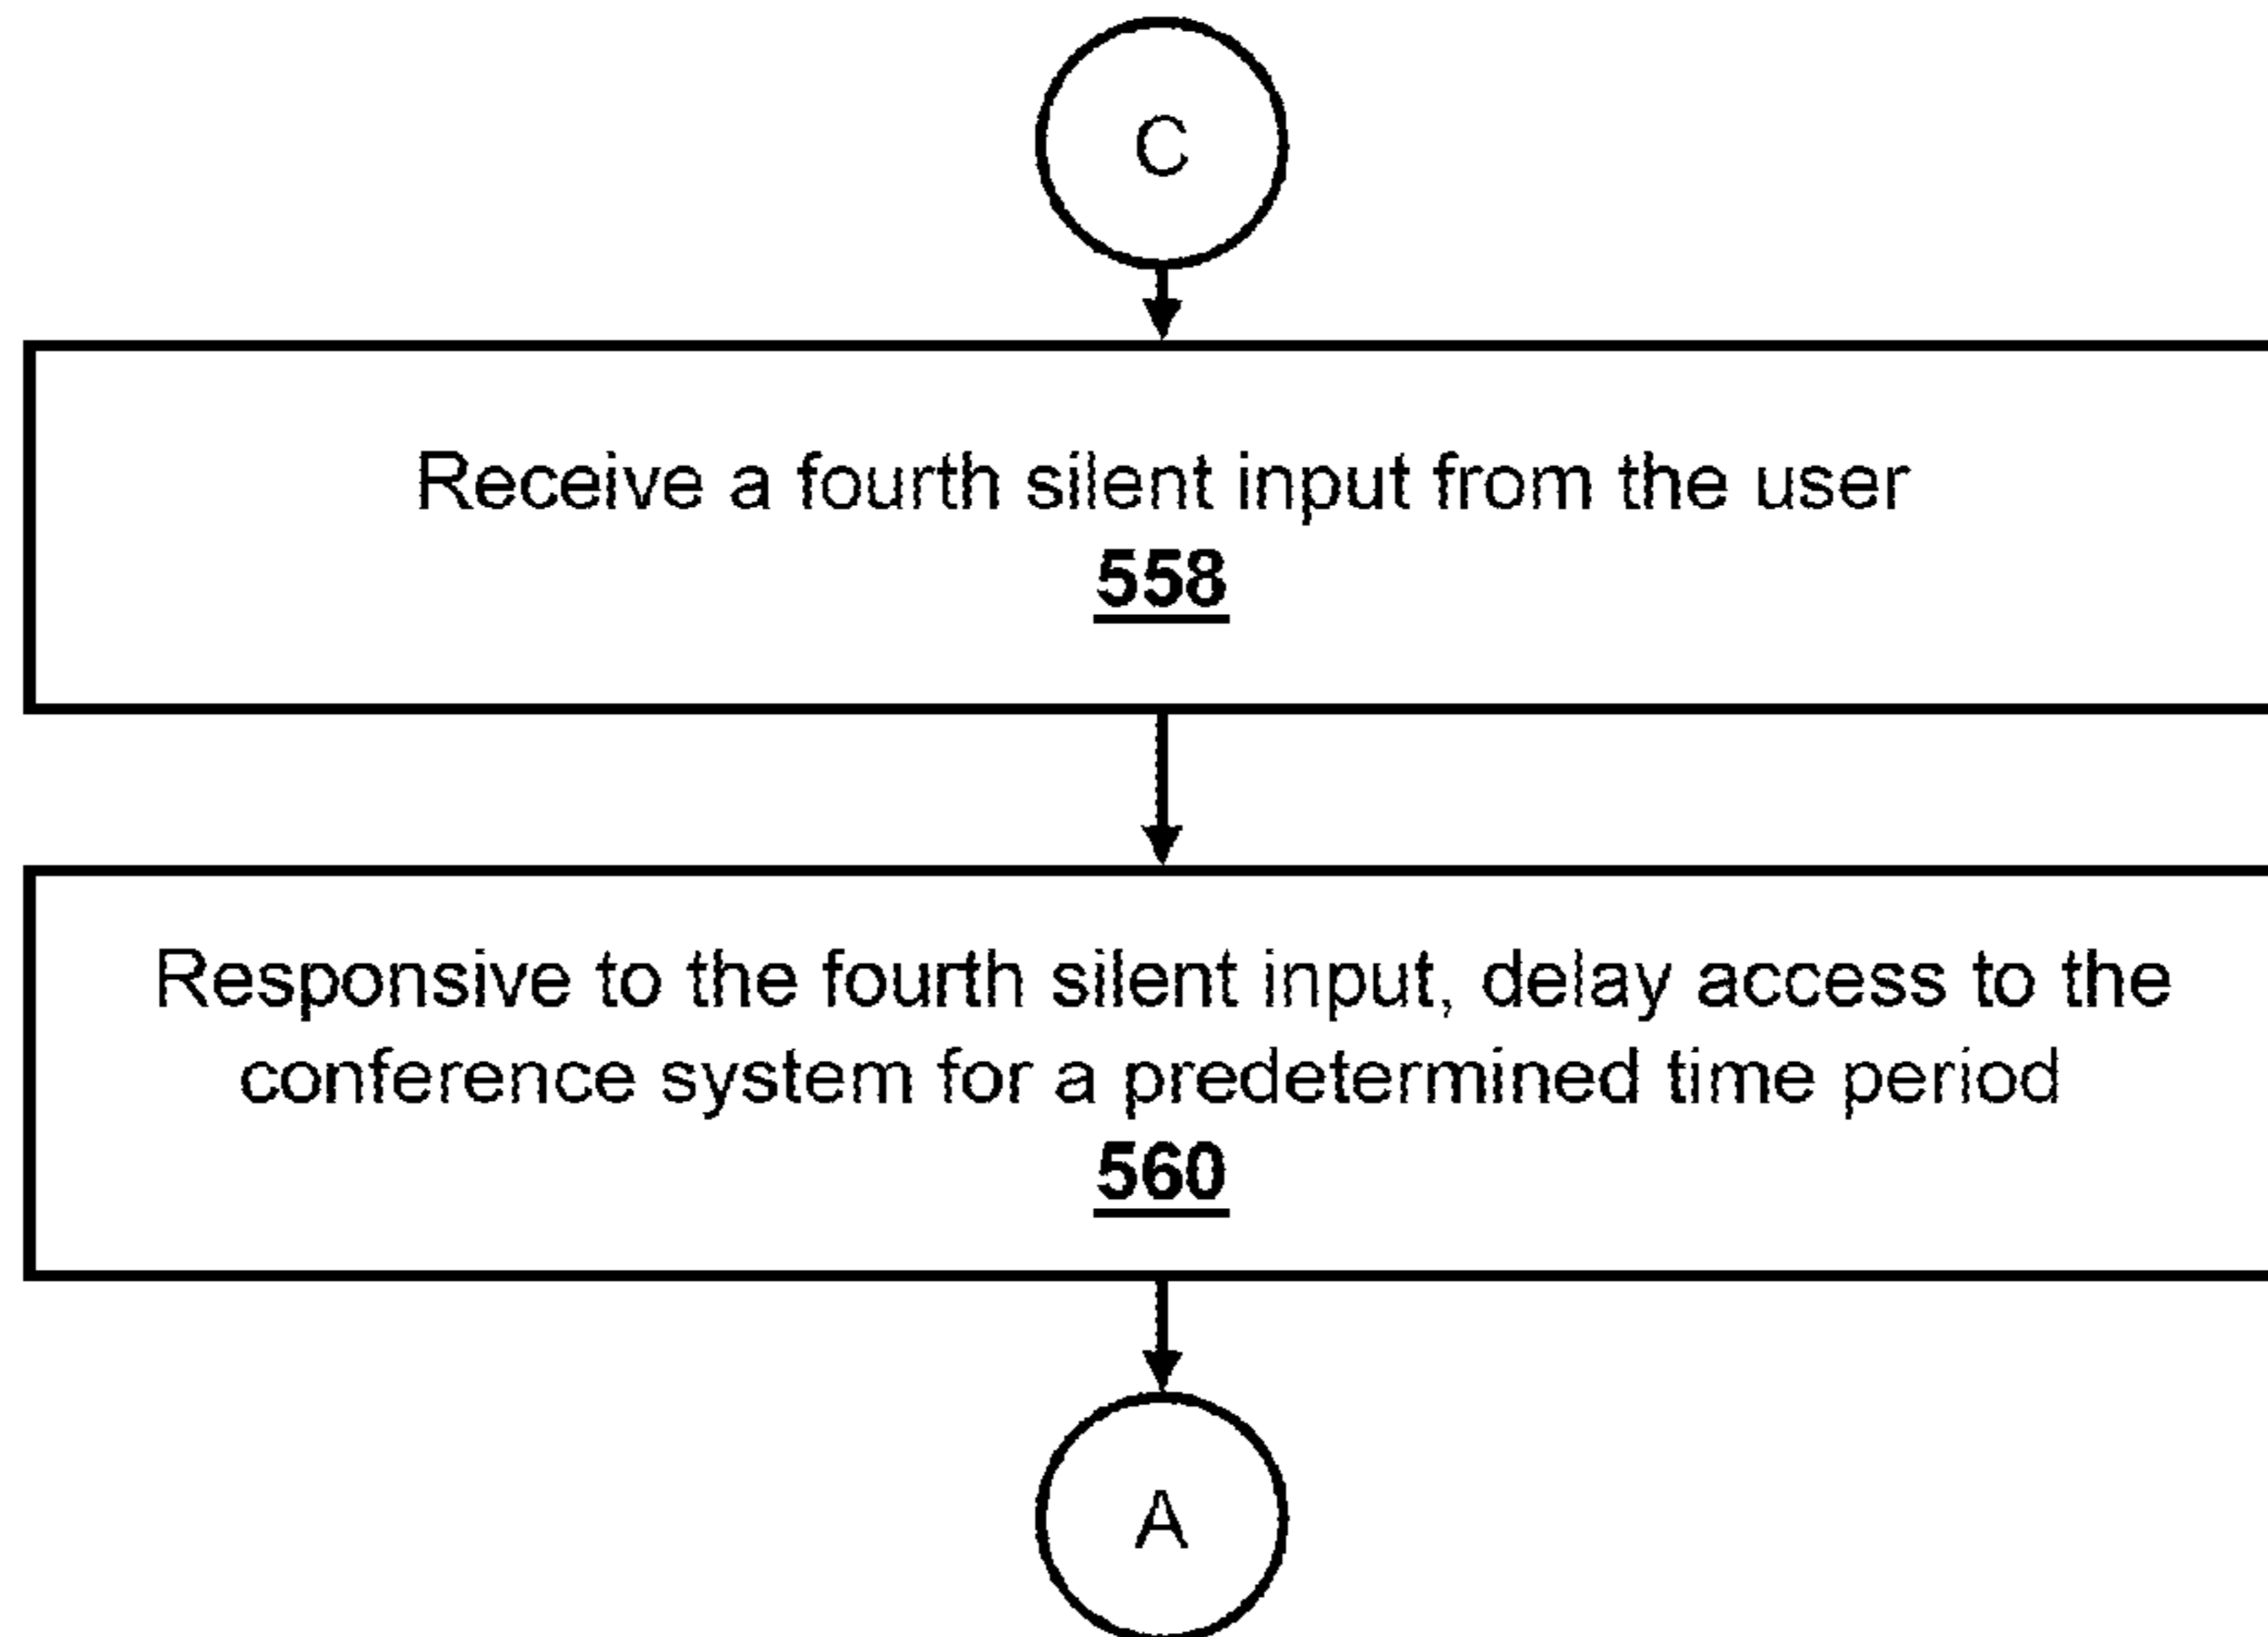 C
Receive a fourth silent input from the user
558
Responsive to the fourth silent input, delay access to the
conference system for a predetermined time period
560
A